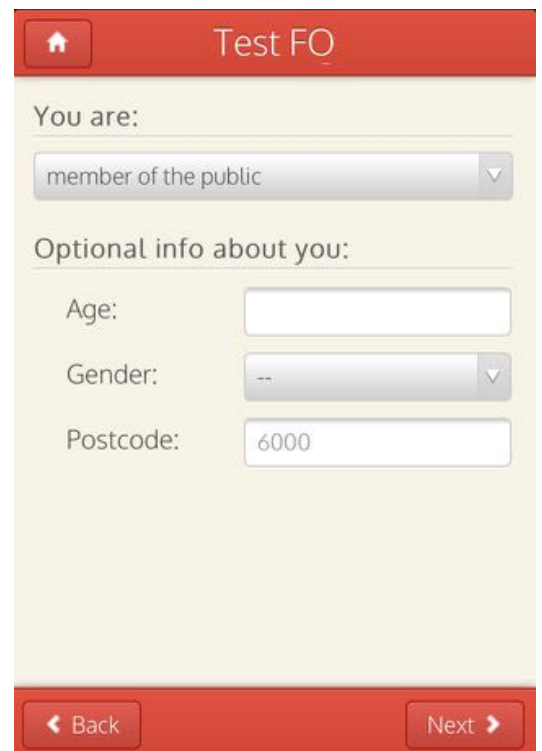 Test FO
You are:
member of the public
Optional info about you:
Age:
Gender: --
Postcode: 6000
Back Next